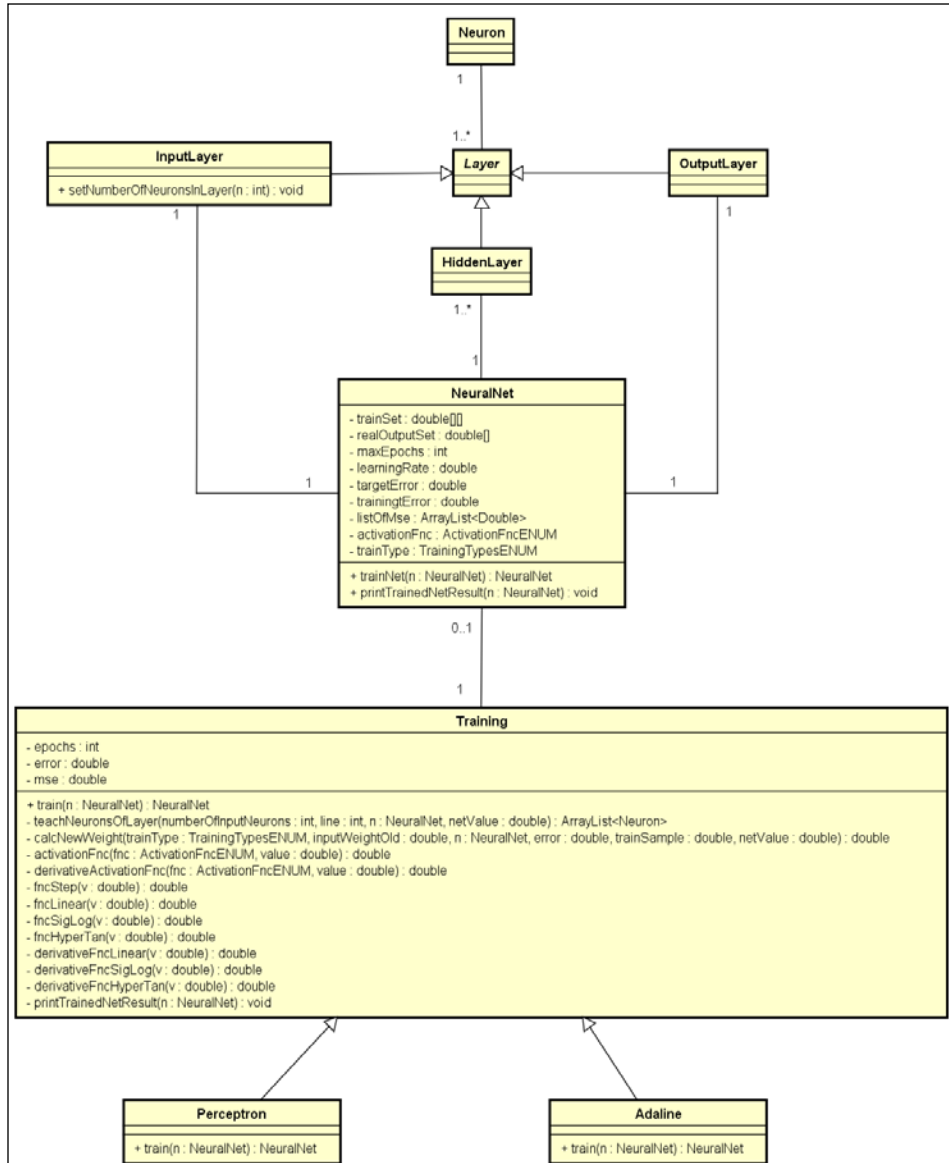 Neuron
1
1..*
InputLayer
+ setNumberOfNeuronsInLayer(n : int) : void
Layer
OutputLayer
1
1
HiddenLayer
1..*
1
NeuralNet
- trainSet : double[][]
- realOutputSet : double[]
- maxEpochs : int
- learningRate : double
- targetError : double
- trainingtError : double
- listOfMse : ArrayList<Double>
- activationFnc : ActivationFncENUM
- trainType : TrainingTypesENUM
+ trainNet(n : NeuralNet) : NeuralNet
+ printTrainedNetResult(n : NeuralNet) : void
1
1
0..1
1
Training
- epochs : int
- error : double
- mse : double
+ train(n : NeuralNet) : NeuralNet
- teachNeuronsOfLayer(numberOfInputNeurons : int, line : int, n : NeuralNet, netValue : double) : ArrayList<Neuron>
- calcNewWeight(trainType : TrainingTypesENUM, inputWeightOld : double, n : NeuralNet, error : double, trainSample : double, netValue : double) : double
- activationFnc(fnc : ActivationFncENUM, value : double) : double
- derivativeActivationFnc(fnc : ActivationFncENUM, value : double) : double
- fncStep(v : double) : double
- fncLinear(v : double) : double
- fncSigLog(v : double) : double
- fncHyperTan(v : double) : double
- derivativeFncLinear(v : double) : double
- derivativeFncSigLog(v : double) : double
- derivativeFncHyperTan(v : double) : double
- printTrainedNetResult(n : NeuralNet) : void
Perceptron
+ train(n : NeuralNet) : NeuralNet
Adaline
+ train(n : NeuralNet) : NeuralNet